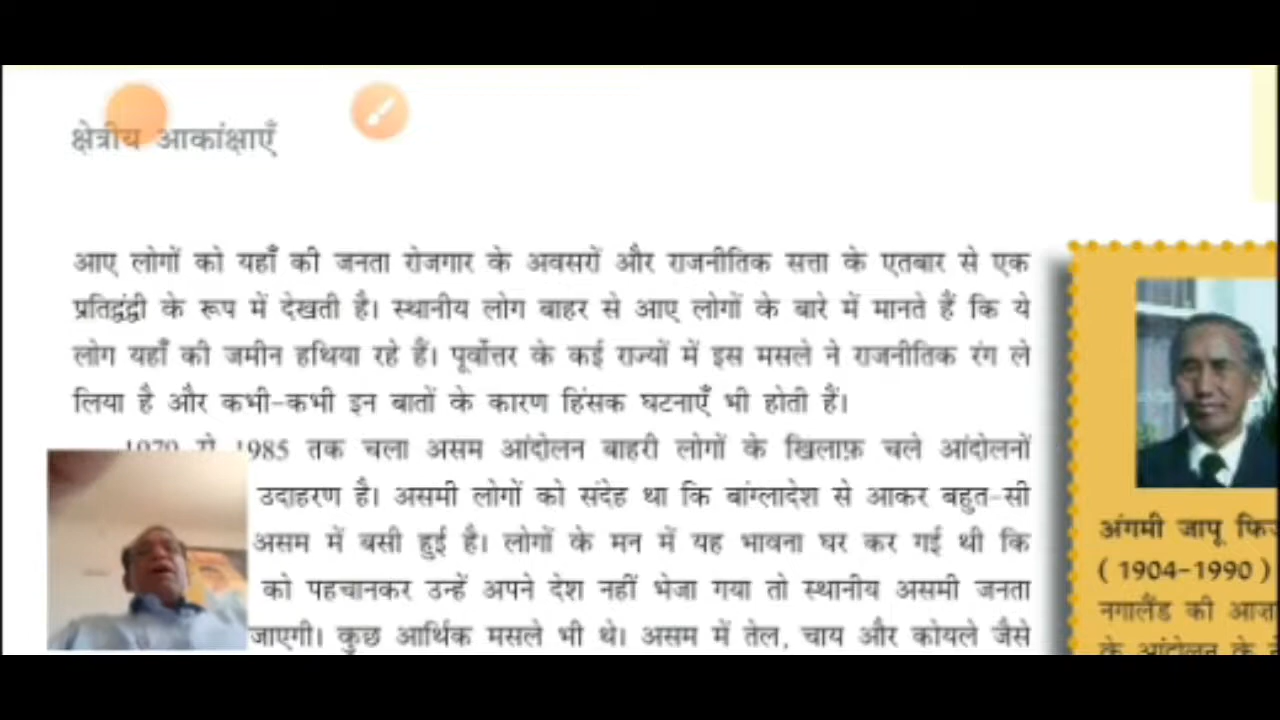 क्षेत्रीय आकांक्षाएँ
आए लोगों को यहाँ की जनता रोजगार के अवसरों और राजनीतिक सत्ता के एतबार से एक
प्रतिद्वंद्वी के रूप में देखती है। स्थानीय लोग बाहर से आए लोगों के बारे में मानते हैं कि ये
लोग यहाँ की जमीन हथिया रहे हैं। पूर्वोत्तर के कई राज्यों में इस मसले ने राजनीतिक रंग ले
लिया है और कभी-कभी इन बातों के कारण हिंसक घटनाएँ भी होती हैं।
1979 से 1985 तक चला असम आंदोलन बाहरी लोगों के खिलाफ़ चले आंदोलनों
उदाहरण है। असमी लोगों को संदेह था कि बांग्लादेश से आकर बहुत-सी
असम में बसी हुई है। लोगों के मन में यह भावना घर कर गई थी कि
को पहचानकर उन्हें अपने देश नहीं भेजा गया तो स्थानीय असमी जनता
जाएगी। कुछ आर्थिक मसले भी थे। असम में तेल, चाय और कोयले जैसे
अंगमी जापू
(1904-1990)
नगालैंड की
के आंदोलन के